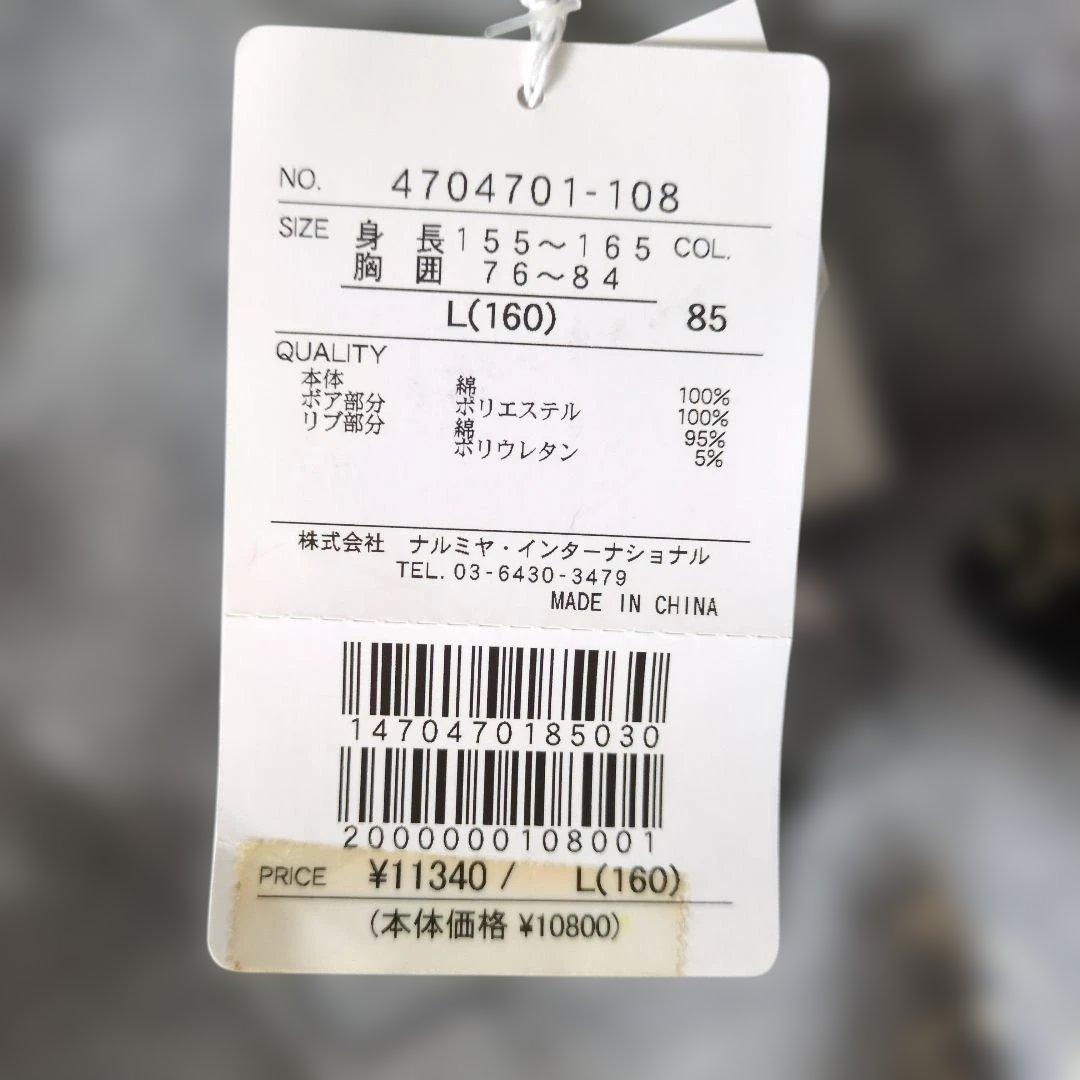 NO. 4704701-108
SIZE 身 長 155～165 COL.
胸 囲 76～84
L(160) 85
QUALITY
本体 綿 100%
ボア部分 ポリエステル 100%
リブ部分 綿 95%
ポリウレタン 5%
株式会社 ナルミヤ・インターナショナル
TEL. 03-6430-3479
MADE IN CHINA
1470470185030
2000000108001
PRICE ¥11340 / L(160)
(本体価格 ¥10800)